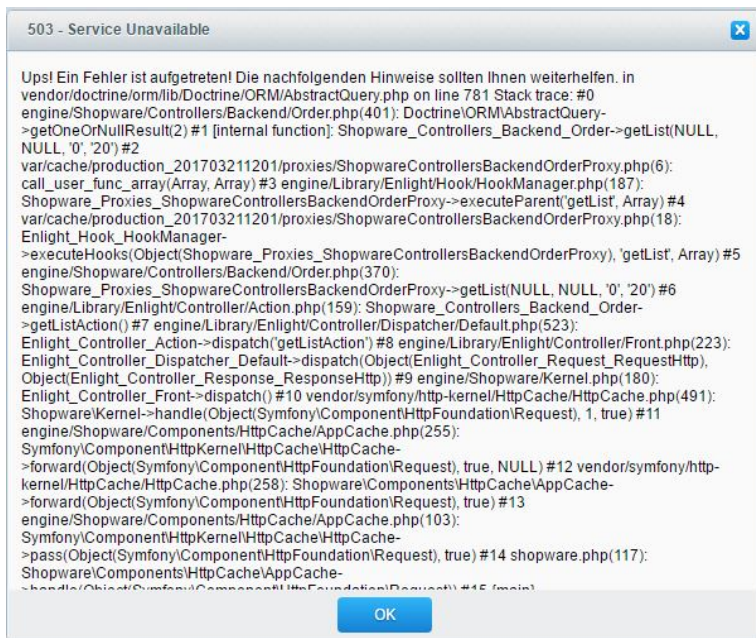 503 - Service Unavailable
Ups! Ein Fehler ist aufgetreten! Die nachfolgenden Hinweise sollten Ihnen weiterhelfen. in
vendor/doctrine/orm/lib/Doctrine/ORM/AbstractQuery.php on line 781 Stack trace: #0
engine/Shopware/Controllers/Backend/Order.php(401): Doctrine\ORM\AbstractQuery-
>getOneOrNullResult(2) #1 [internal function]: Shopware_Controllers_Backend_Order->getList(NULL,
NULL, '0', '20') #2
var/cache/production_201703211201/proxies/ShopwareControllersBackendOrderProxy.php(6):
call_user_func_array(Array, Array) #3 engine/Library/Enlight/Hook/HookManager.php(187):
Shopware_Proxies_ShopwareControllersBackendOrderProxy->executeParent('getList', Array) #4
var/cache/production_201703211201/proxies/ShopwareControllersBackendOrderProxy.php(18):
Enlight_Hook_HookManager-
>executeHooks(Object(Shopware_Proxies_ShopwareControllersBackendOrderProxy), 'getList', Array) #5
engine/Shopware/Controllers/Backend/Order.php(370):
Shopware_Proxies_ShopwareControllersBackendOrderProxy->getList(NULL, NULL, '0', '20') #6
engine/Library/Enlight/Controller/Action.php(159): Shopware_Controllers_Backend_Order-
>getListAction() #7 engine/Library/Enlight/Controller/Dispatcher/Default.php(523):
Enlight_Controller_Action->dispatch('getListAction') #8 engine/Library/Enlight/Controller/Front.php(223):
Enlight_Controller_Dispatcher_Default->dispatch(Object(Enlight_Controller_Request_RequestHttp),
Object(Enlight_Controller_Response_ResponseHttp)) #9 engine/Shopware/Kernel.php(180):
Enlight_Controller_Front->dispatch() #10 vendor/symfony/http-kernel/HttpCache/HttpCache.php(491):
Shopware\Kernel->handle(Object(Symfony\Component\HttpFoundation\Request), 1, true) #11
engine/Shopware/Components/HttpCache/AppCache.php(255):
Symfony\Component\HttpKernel\HttpCache\HttpCache-
>forward(Object(Symfony\Component\HttpFoundation\Request), true, NULL) #12 vendor/symfony/http-
kernel/HttpCache/HttpCache.php(258): Shopware\Components\HttpCache\AppCache-
>forward(Object(Symfony\Component\HttpFoundation\Request), true) #13
engine/Shopware/Components/HttpCache/AppCache.php(103):
Symfony\Component\HttpKernel\HttpCache\HttpCache-
>pass(Object(Symfony\Component\HttpFoundation\Request), true) #14 shopware.php(117):
Shopware\Components\HttpCache\AppCache-
>handle(Object(Symfony\Component\HttpFoundation\Request)) #15 {main}
OK